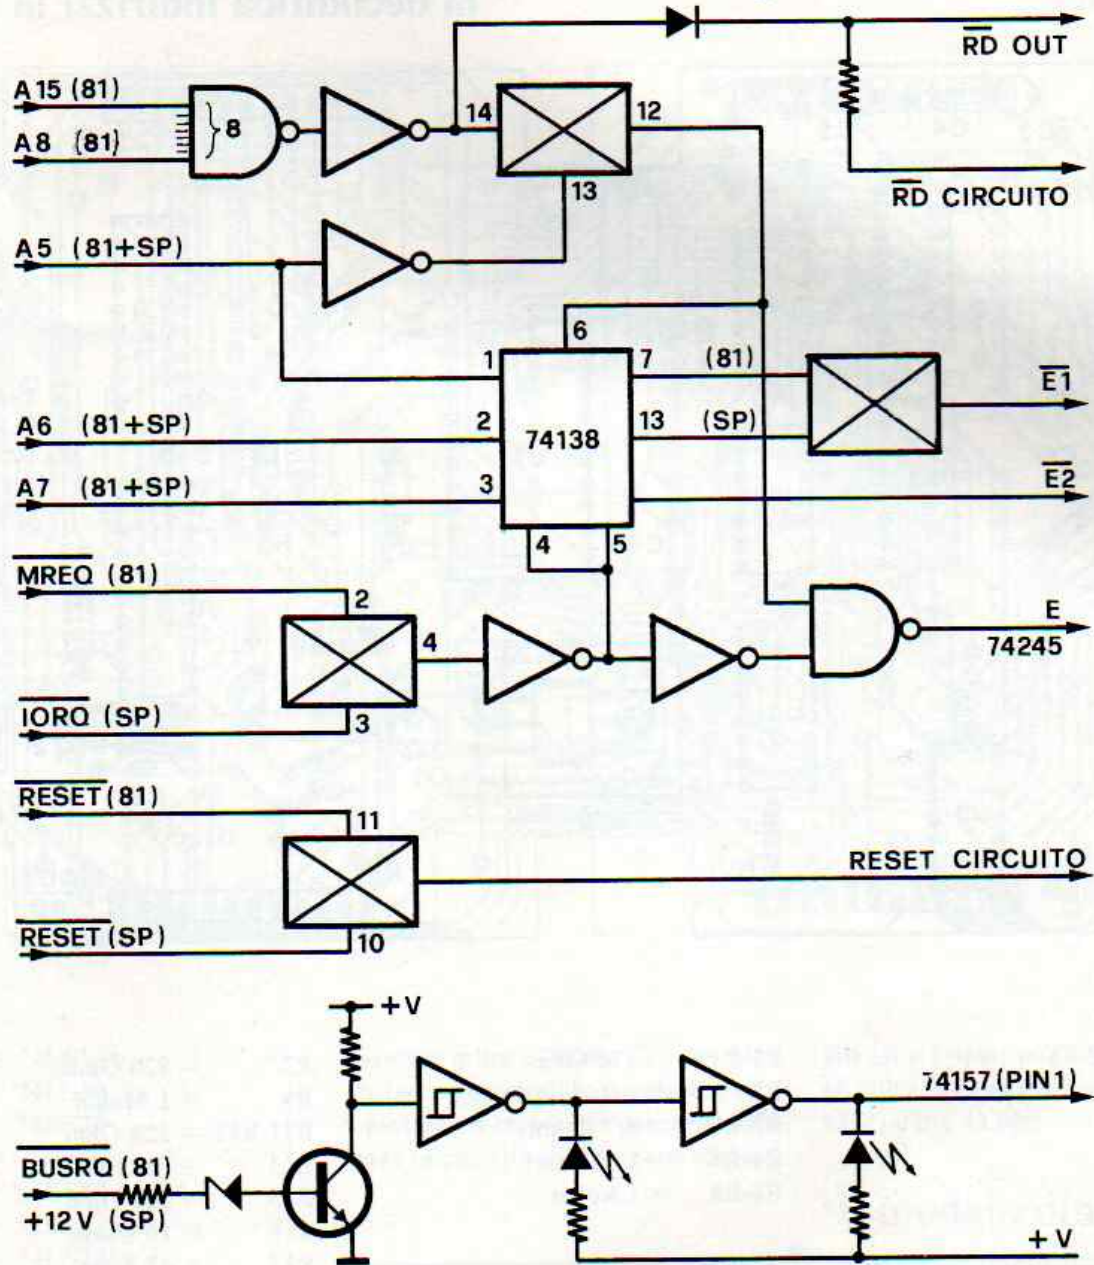 RD OUT
A15 (81)
14
12
8
A8 (81)
13
RD CIRCUITO
A5 (81+SP)
6
1
7
(81)
E1
A6 (81+SP)
2
74138
13
(SP)
A7 (81+SP)
3
E2
4
5
MREQ (81)
2
4
E
74245
IORQ (SP)
3
RESET (81)
11
RESET CIRCUITO
RESET (SP)
10
+V
74157 (PIN1)
BUSRQ (81)
+12V (SP)
+V